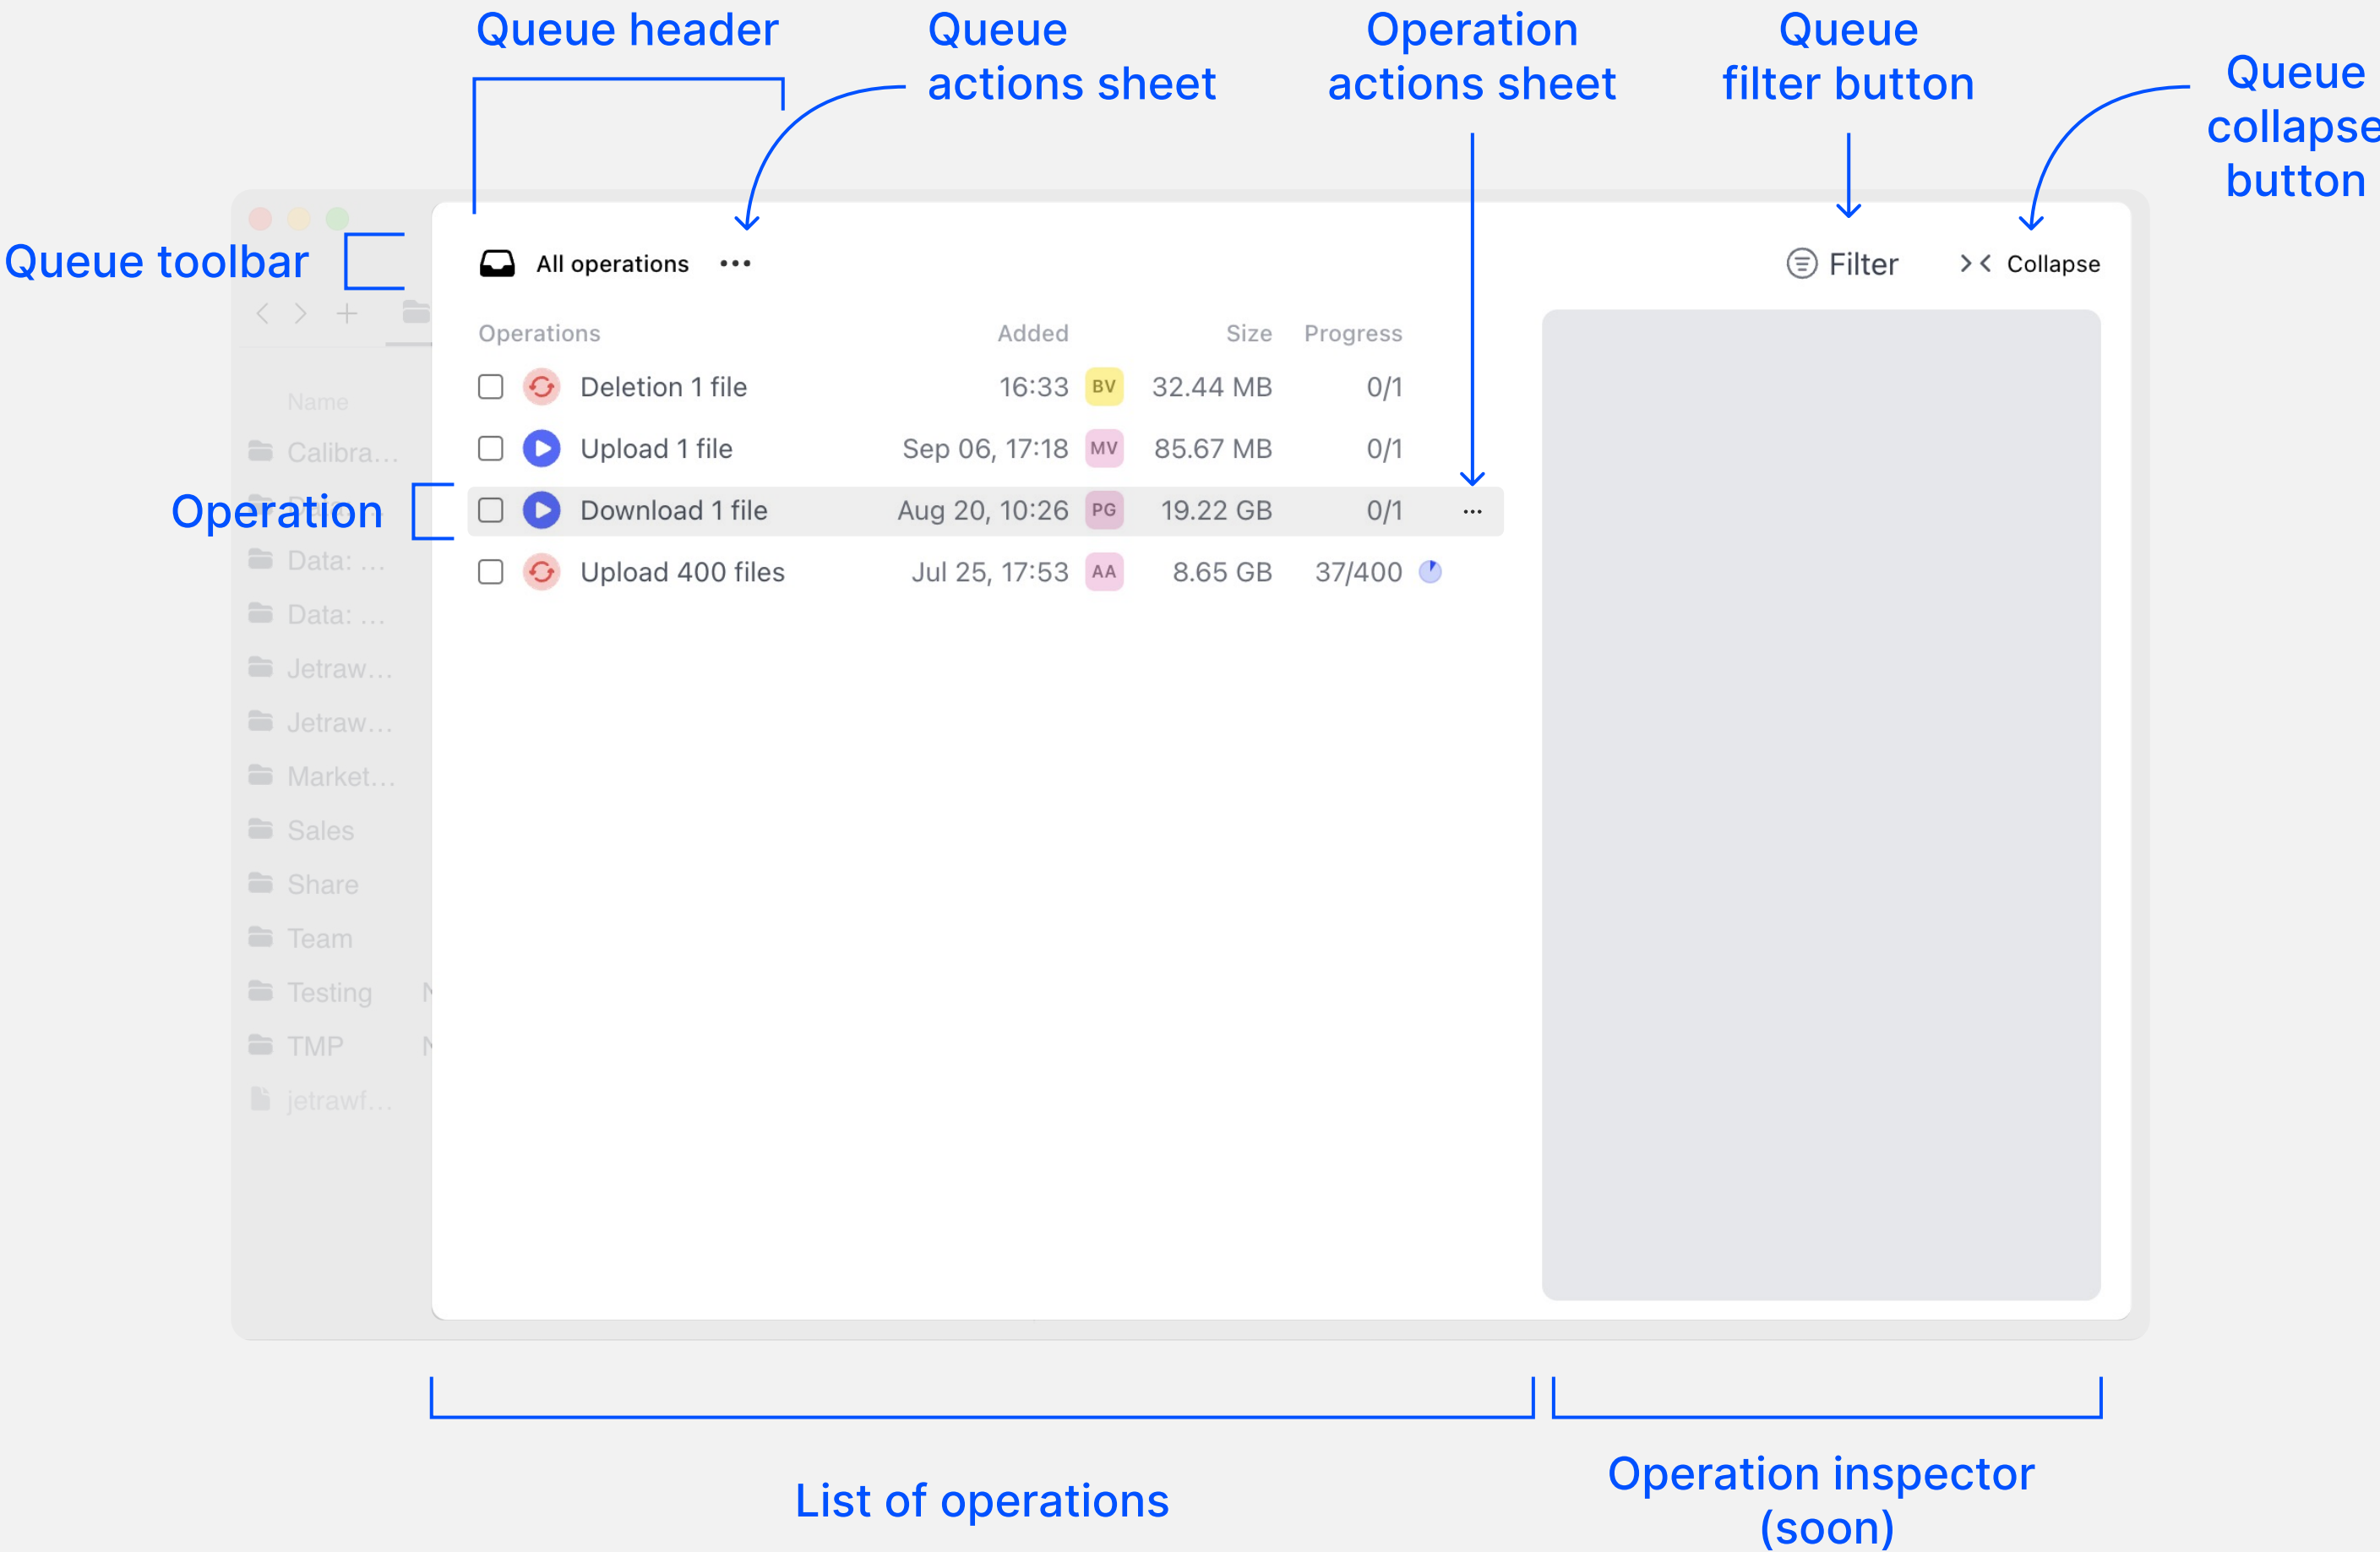 Queue header
Queue
actions sheet
Operation
actions sheet
Queue
filter button
Queue
collapse
button
Queue toolbar
All operations
Filter
Collapse
Operations Added Size Progress
Deletion 1 file 16:33 BV 32.44 MB 0/1
Upload 1 file Sep 06, 17:18 MV 85.67 MB 0/1
Operation
Download 1 file Aug 20, 10:26 PG 19.22 GB 0/1
Upload 400 files Jul 25, 17:53 AA 8.65 GB 37/400
Name
Calibra...
Data: ...
Data: ...
Jetraw...
Jetraw...
Market...
Sales
Share
Team
Testing
TMP
jetrawf...
List of operations
Operation inspector
(soon)